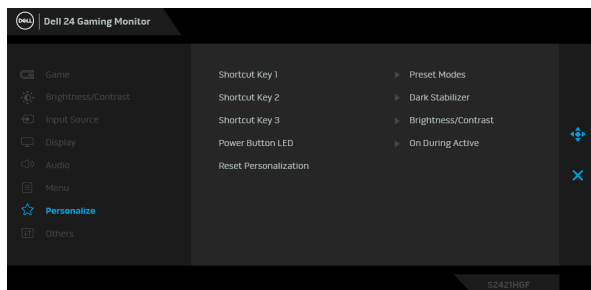 DELL Dell 24 Gaming Monitor
Game
Brightness/Contrast
Input Source
Display
Audio
Menu
Personalize
Others
Shortcut Key 1 Preset Modes
Shortcut Key 2 Dark Stabilizer
Shortcut Key 3 Brightness/Contrast
Power Button LED On During Active
Reset Personalization
S2421HGF